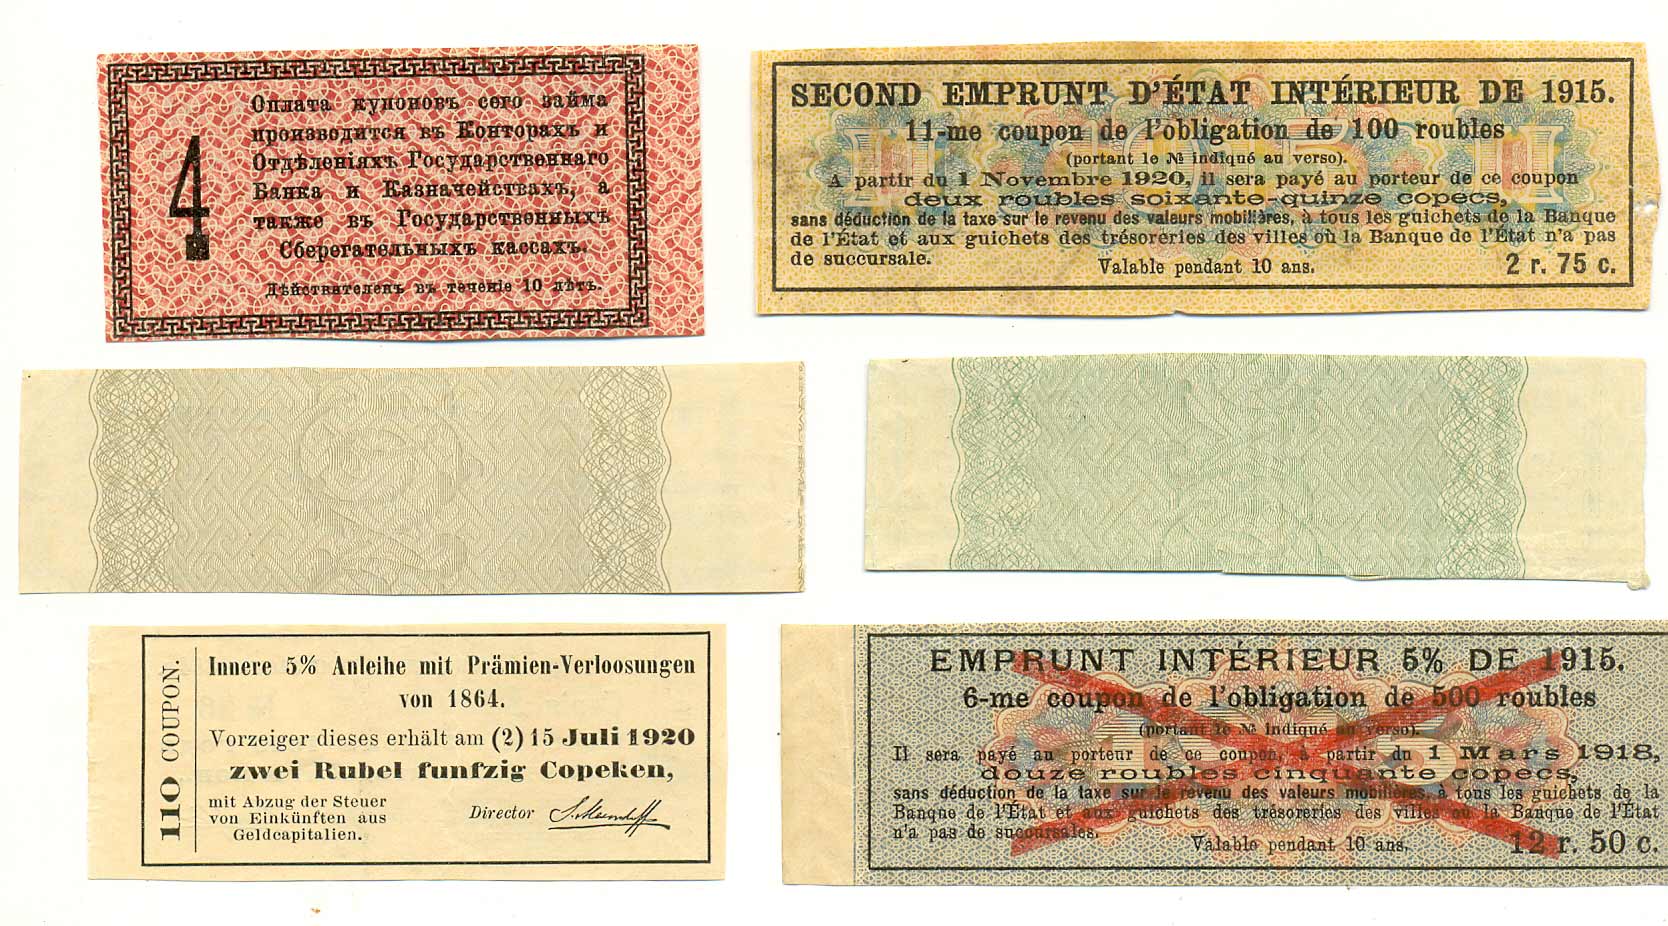 4
Оплата купоновъ сего займа
производится въ Конторахъ и
Отдѣленіяхъ Государственнаго
Банка и Казначействахъ, а
также въ Государственныхъ
Сберегательныхъ кассахъ.
Дѣйствителенъ въ теченіе 10 лѣтъ.
SECOND EMPRUNT D'ÉTAT INTÉRIEUR DE 1915.
11-me coupon de l'obligation de 100 roubles
(portant le № indiqué au verso).
A partir du 1 Novembre 1920, il sera payé au porteur de ce coupon
deux roubles soixante-quinze copecs,
sans déduction de la taxe sur le revenu des valeurs mobilières, à tous les guichets de la Banque
de l'État et aux guichets des trésoreries des villes où la Banque de l'État n'a pas
de succursale.
Valable pendant 10 ans.
2 r. 75 c.
110 COUPON.
Innere 5% Anleihe mit Prämien-Verloosungen
von 1864.
Vorzeiger dieses erhält am (2) 15 Juli 1920
zwei Rubel funfzig Copeken,
mit Abzug der Steuer
von Einkünften aus
Geldcapitalien.
Director
EMPRUNT INTÉRIEUR 5% DE 1915.
6-me coupon de l'obligation de 500 roubles
(portant le № indiqué au verso).
Il sera payé au porteur de ce coupon, à partir du 1 Mars 1918,
douze roubles cinquante copecs,
sans déduction de la taxe sur le revenu des valeurs mobilières, à tous les guichets de la
Banque de l'État et aux guichets des trésoreries des villes où la Banque de l'État
n'a pas de succursales.
Valable pendant 10 ans.
12 r. 50 c.